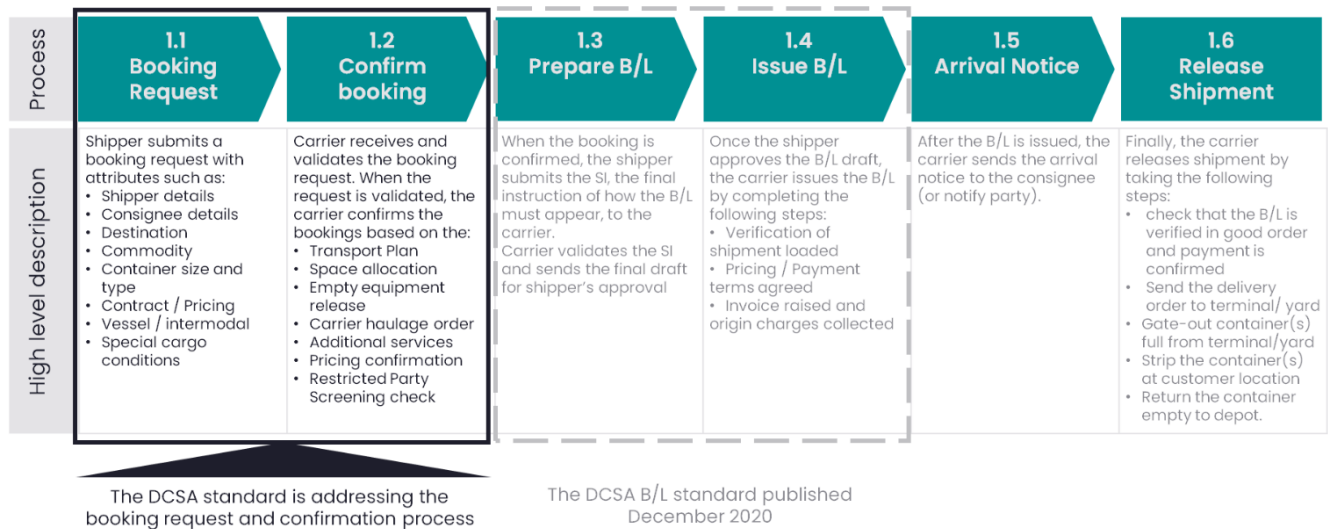 Process
1.1
Booking
Request
1.2
Confirm
booking
1.3
Prepare B/L
1.4
Issue B/L
1.5
Arrival Notice
1.6
Release
Shipment
High level description
Shipper submits a
booking request with
attributes such as:
• Shipper details
• Consignee details
• Destination
• Commodity
• Container size and
type
• Contract / Pricing
• Vessel / intermodal
• Special cargo
conditions
Carrier receives and
validates the booking
request. When the
request is validated, the
carrier confirms the
bookings based on the:
• Transport Plan
• Space allocation
• Empty equipment
release
• Carrier haulage order
• Additional services
• Pricing confirmation
• Restricted Party
Screening check
When the booking is
confirmed, the shipper
submits the SI, the final
instruction of how the B/L
must appear, to the
carrier.
Carrier validates the SI
and sends the final draft
for shipper's approval
Once the shipper
approves the B/L draft,
the carrier issues the B/L
by completing the
following steps:
• Verification of
shipment loaded
• Pricing / Payment
terms agreed
• Invoice raised and
origin charges collected
After the B/L is issued, the
carrier sends the arrival
notice to the consignee
(or notify party).
Finally, the carrier
releases shipment by
taking the following
steps:
• check that the B/L is
verified in good order
and payment is
confirmed
• Send the delivery
order to terminal/ yard
• Gate-out container(s)
full from terminal/yard
• Strip the container(s)
at customer location
• Return the container
empty to depot.
The DCSA standard is addressing the
booking request and confirmation process
The DCSA B/L standard published
December 2020